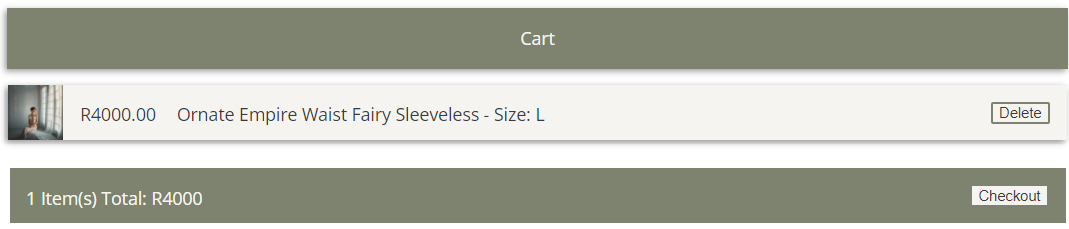 Cart
R4000.00 Ornate Empire Waist Fairy Sleeveless - Size: L Delete
1 Item(s) Total: R4000 Checkout